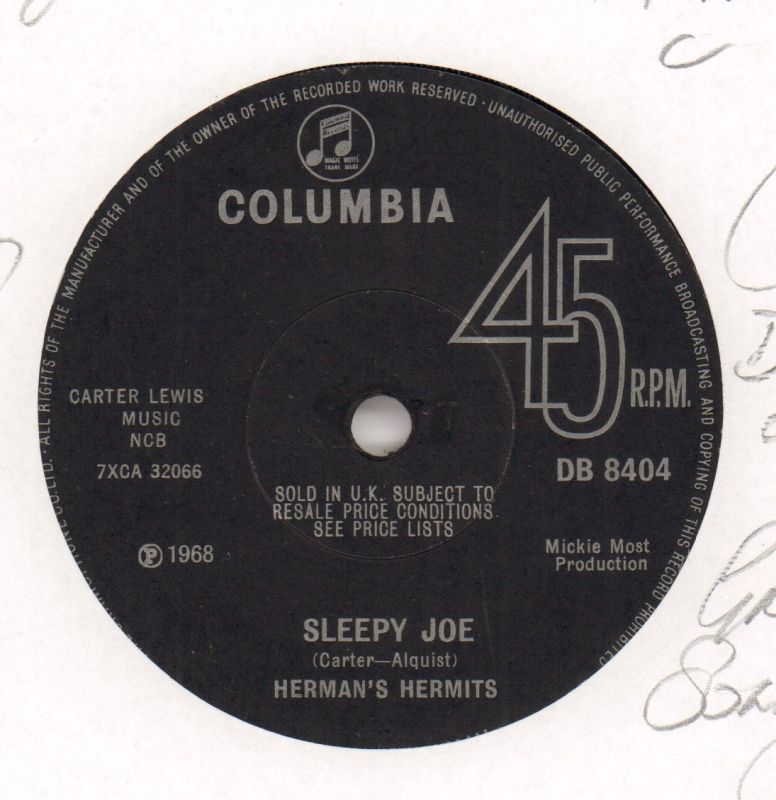 ALL RIGHTS OF THE MANUFACTURER AND OF THE OWNER OF THE RECORDED WORK RESERVED · UNAUTHORISED PUBLIC PERFORMANCE BROADCASTING AND COPYING OF THIS RECORD PROHIBITED
Columbia
Records
MAGIC NOTES
TRADE MARK
COLUMBIA
45
R.P.M.
CARTER LEWIS
MUSIC
NCB
7XCA 32066
DB 8404
SOLD IN U.K. SUBJECT TO
RESALE PRICE CONDITIONS
SEE PRICE LISTS
Ⓟ 1968
Mickie Most
Production
SLEEPY JOE
(Carter—Alquist)
HERMAN'S HERMITS